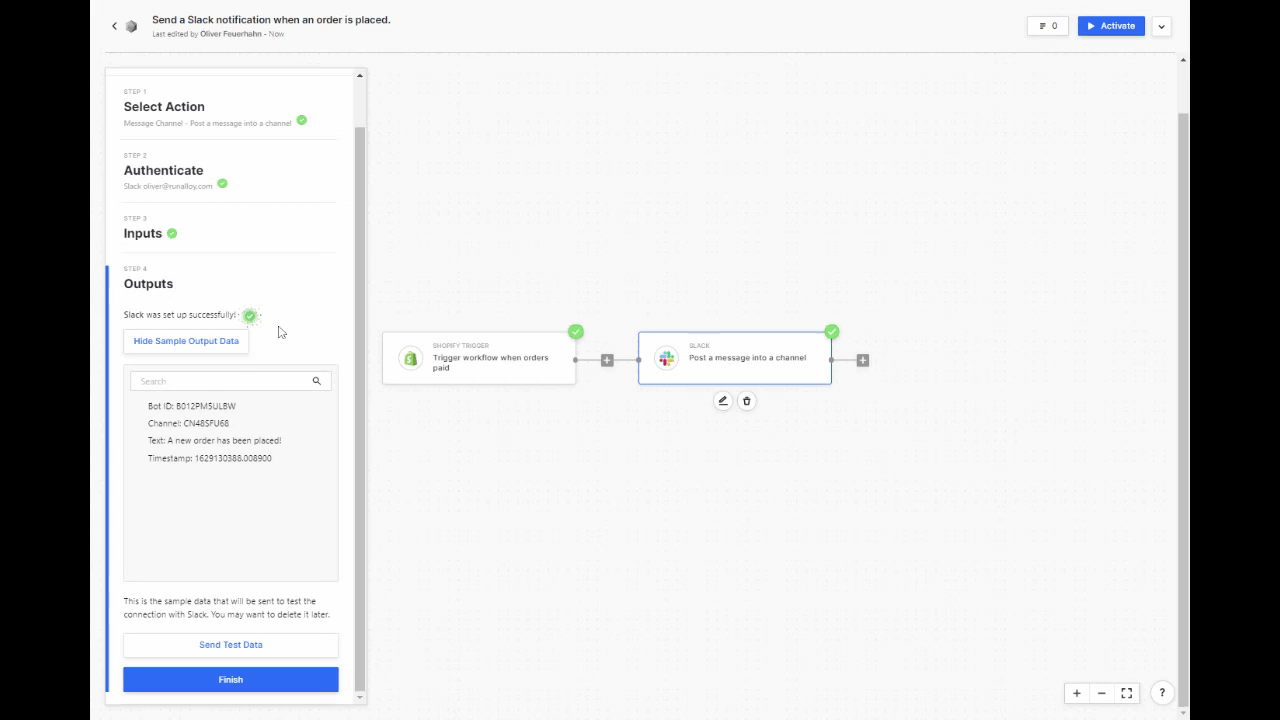 Send a Slack notification when an order is placed.
Last edited by Oliver Feuerhahn - Now
0
Activate
STEP 1
Select Action
Message Channel - Post a message into a channel
STEP 2
Authenticate
Slack oliver@runalloy.com
STEP 3
Inputs
STEP 4
Outputs
Slack was set up successfully!
Hide Sample Output Data
Search
Bot ID: B012PM5ULBW
Channel: CN48SFU68
Text: A new order has been placed!
Timestamp: 1629130388.008900
This is the sample data that will be sent to test the
connection with Slack. You may want to delete it later.
Send Test Data
Finish
SHOPIFY TRIGGER
Trigger workflow when orders
paid
SLACK
Post a message into a channel
?